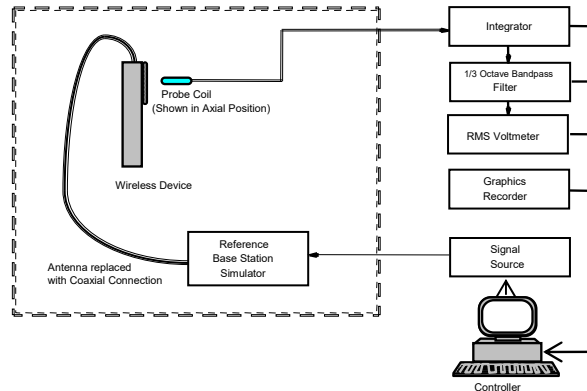 Integrator
1/3 Octave Bandpass
Filter
RMS Voltmeter
Graphics
Recorder
Signal
Source
Controller
Probe Coil
(Shown in Axial Position)
Wireless Device
Reference
Base Station
Simulator
Antenna replaced
with Coaxial Connection